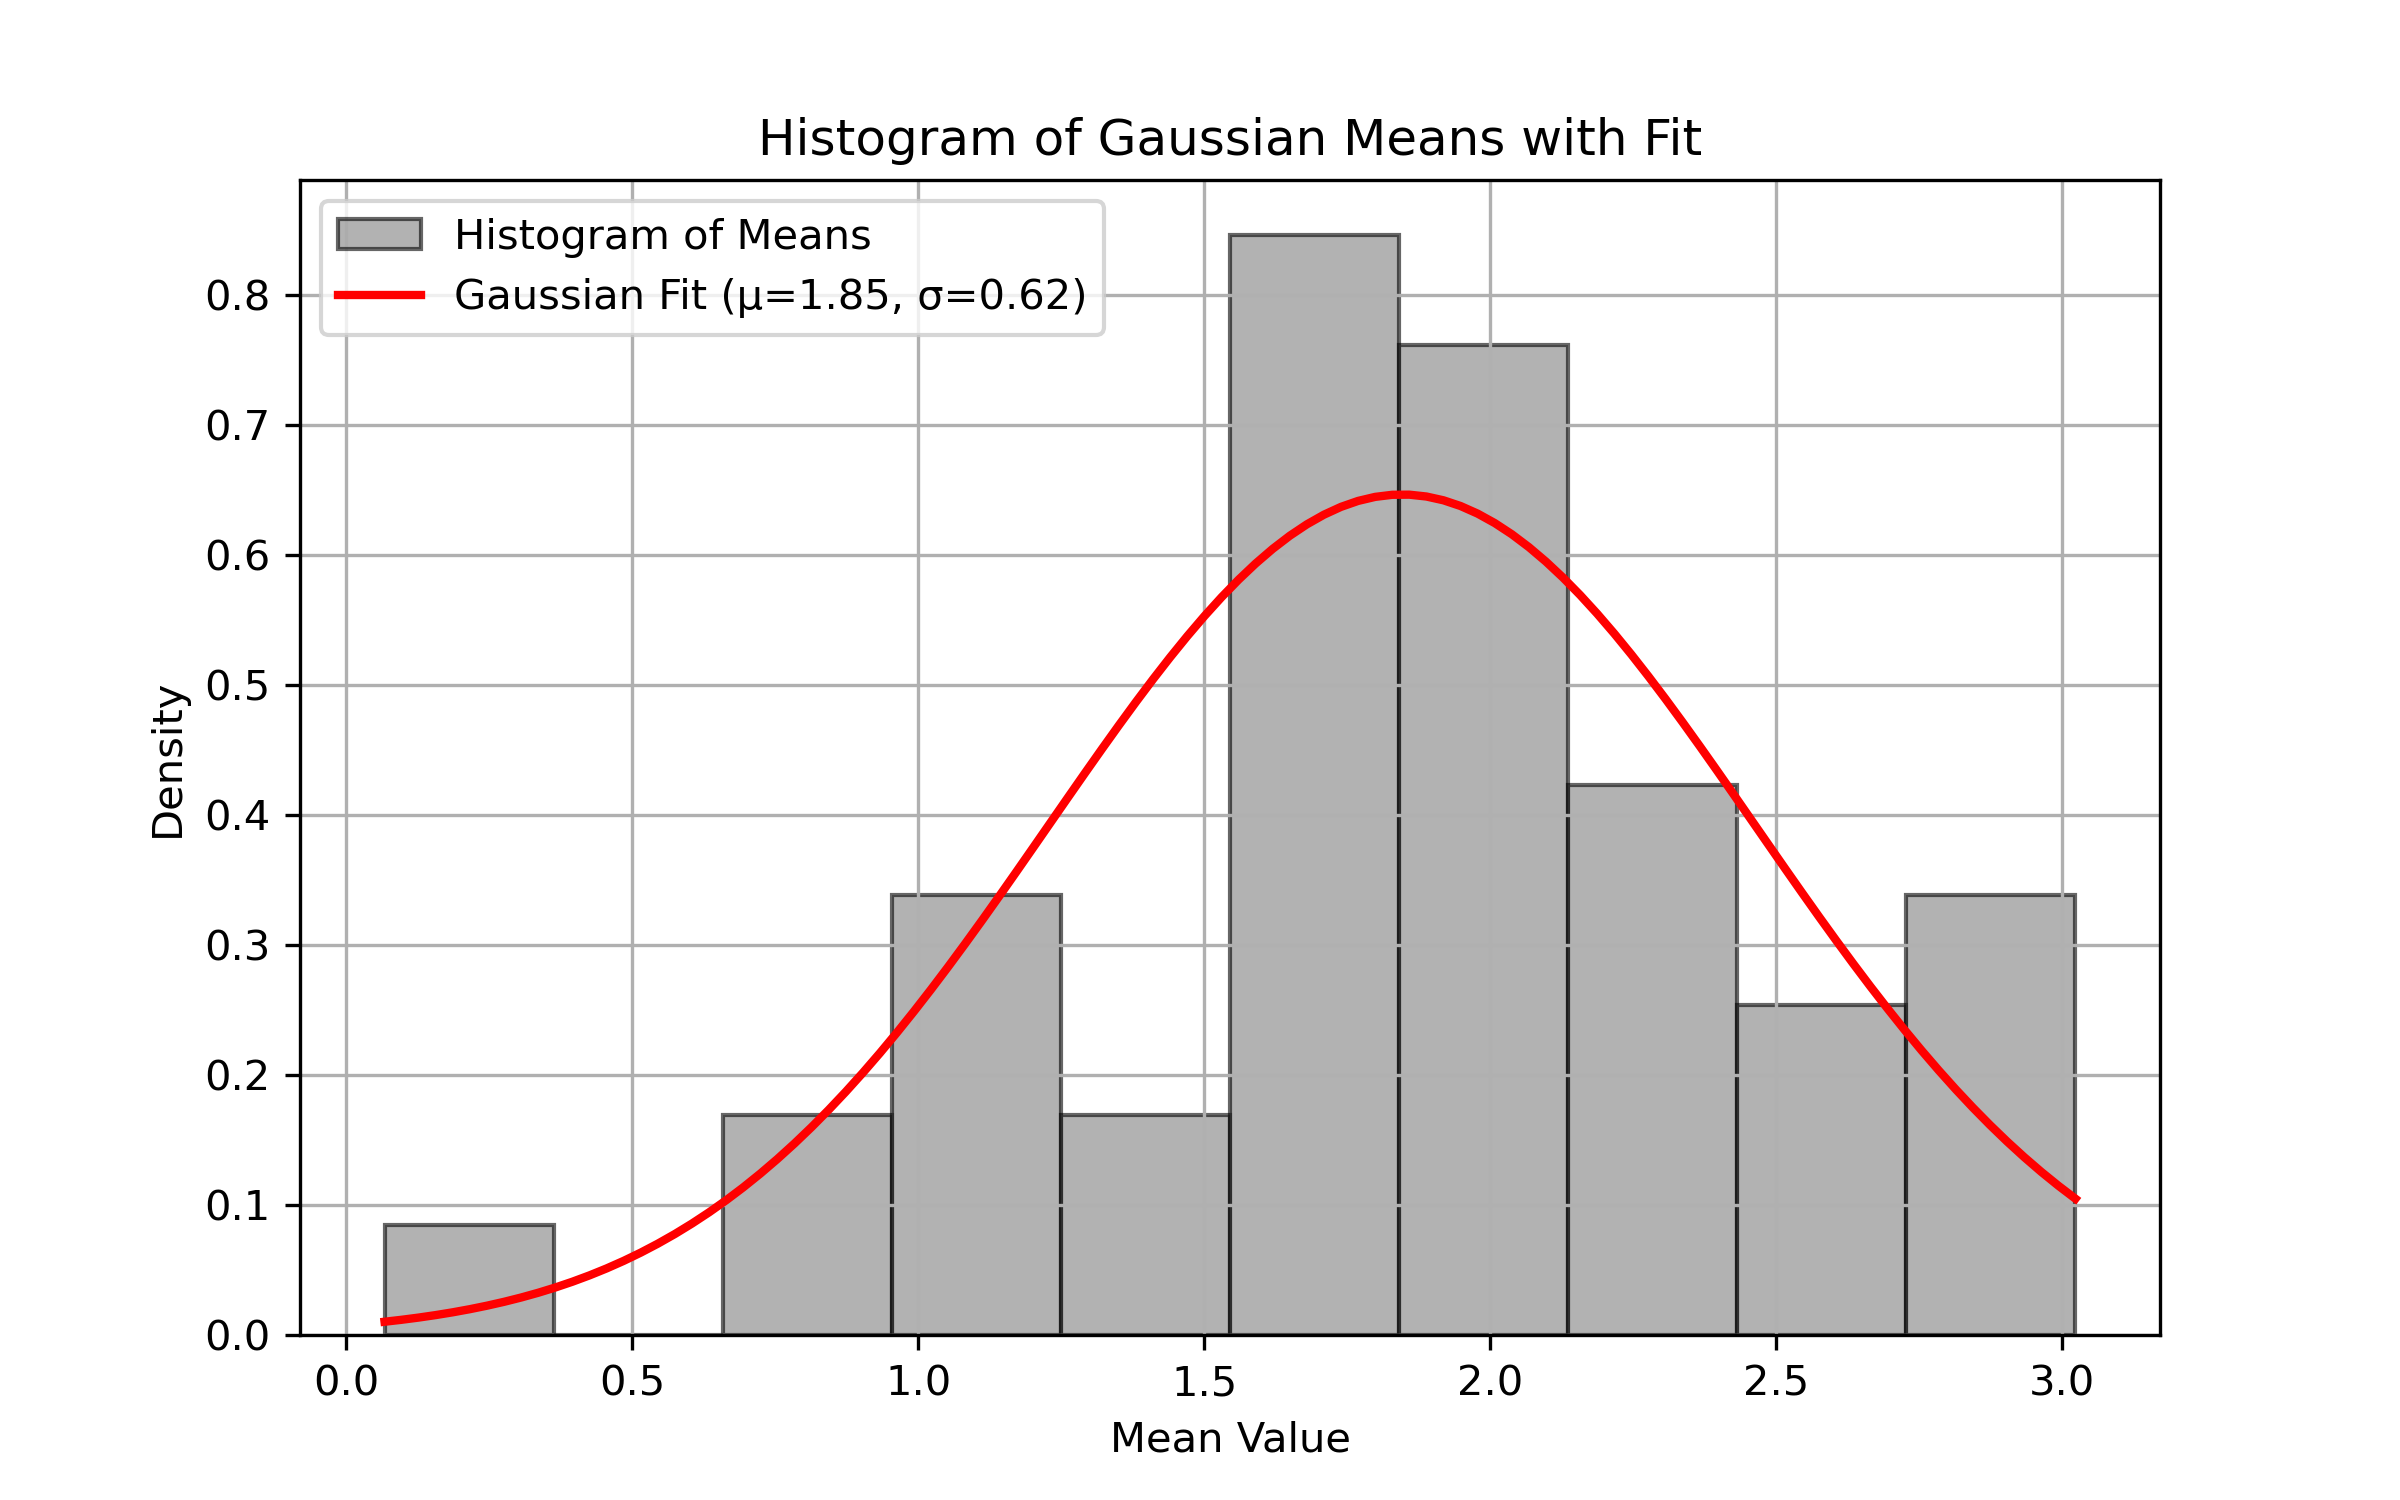 Histogram of Gaussian Means with Fit
Histogram of Means
Gaussian Fit (μ=1.85, σ=0.62)
Density
0.8
0.7
0.6
0.5
0.4
0.3
0.2
0.1
0.0
0.0 0.5 1.0 1.5 2.0 2.5 3.0
Mean Value